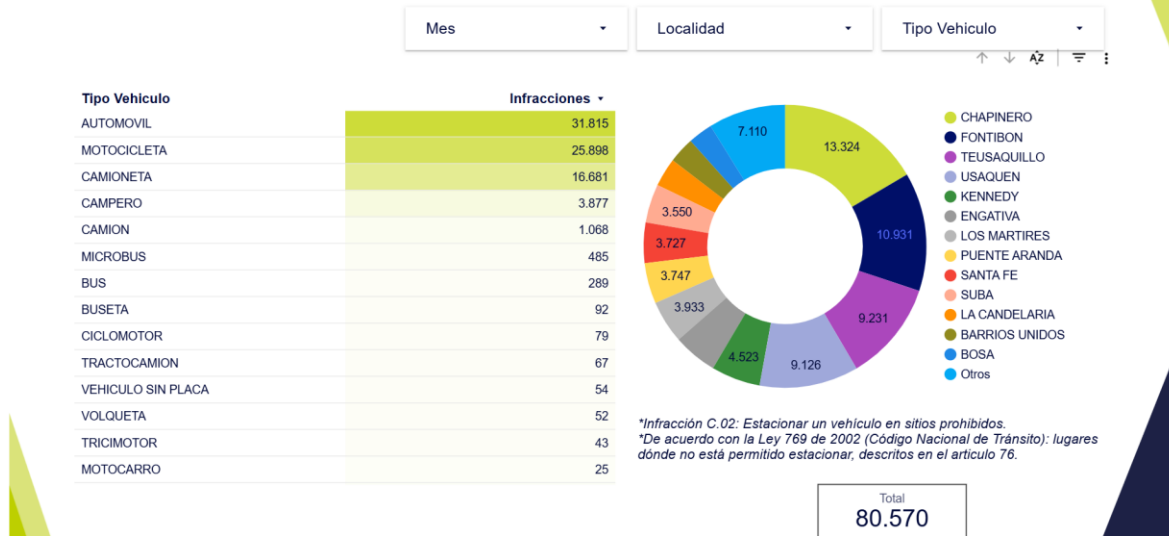 Mes
Localidad
Tipo Vehiculo
AZ
Tipo Vehiculo Infracciones
AUTOMOVIL 31.815
MOTOCICLETA 25.898
CAMIONETA 16.681
CAMPERO 3.877
CAMION 1.068
MICROBUS 485
BUS 289
BUSETA 92
CICLOMOTOR 79
TRACTOCAMION 67
VEHICULO SIN PLACA 54
VOLQUETA 52
TRICIMOTOR 43
MOTOCARRO 25
7.110
13.324
10.931
9.231
9.126
4.523
3.933
3.747
3.727
3.550
CHAPINERO
FONTIBON
TEUSAQUILLO
USAQUEN
KENNEDY
ENGATIVA
LOS MARTIRES
PUENTE ARANDA
SANTA FE
SUBA
LA CANDELARIA
BARRIOS UNIDOS
BOSA
Otros
*Infracción C.02: Estacionar un vehículo en sitios prohibidos.
*De acuerdo con la Ley 769 de 2002 (Código Nacional de Tránsito): lugares
dónde no está permitido estacionar, descritos en el articulo 76.
Total
80.570